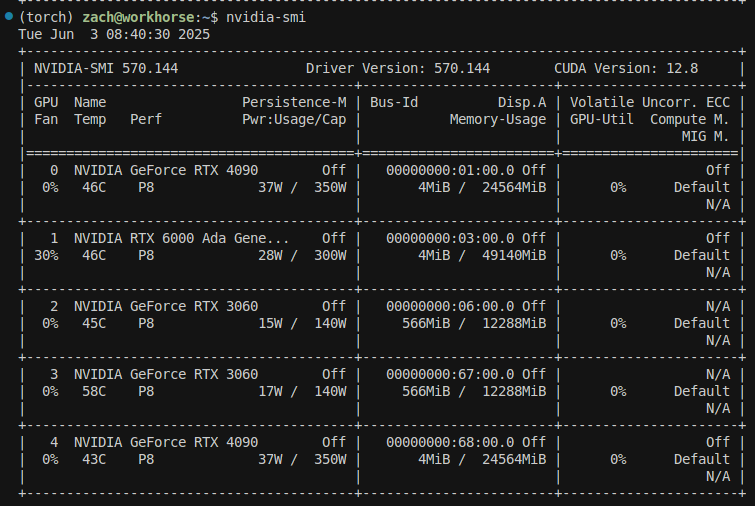 (torch) zach@workhorse:~$ nvidia-smi
Tue Jun  3 08:40:30 2025
+-----------------------------------------------------------------------------------------+
| NVIDIA-SMI 570.144                Driver Version: 570.144        CUDA Version: 12.8     |
|-----------------------------------------+------------------------+----------------------+
| GPU  Name                 Persistence-M | Bus-Id          Disp.A | Volatile Uncorr. ECC |
| Fan  Temp   Perf          Pwr:Usage/Cap |           Memory-Usage | GPU-Util  Compute M. |
|                                         |                        |               MIG M. |
|=========================================+========================+======================|
|   0  NVIDIA GeForce RTX 4090        Off |   00000000:01:00.0 Off |                  Off |
|  0%   46C    P8             37W /  350W |       4MiB /  24564MiB |      0%      Default |
|                                         |                        |                  N/A |
+-----------------------------------------+------------------------+----------------------+
|   1  NVIDIA RTX 6000 Ada Gene...    Off |   00000000:03:00.0 Off |                  Off |
| 30%   46C    P8             28W /  300W |       4MiB /  49140MiB |      0%      Default |
|                                         |                        |                  N/A |
+-----------------------------------------+------------------------+----------------------+
|   2  NVIDIA GeForce RTX 3060        Off |   00000000:06:00.0 Off |                  N/A |
|  0%   45C    P8             15W /  140W |     566MiB /  12288MiB |      0%      Default |
|                                         |                        |                  N/A |
+-----------------------------------------+------------------------+----------------------+
|   3  NVIDIA GeForce RTX 3060        Off |   00000000:67:00.0 Off |                  N/A |
|  0%   58C    P8             17W /  140W |     566MiB /  12288MiB |      0%      Default |
|                                         |                        |                  N/A |
+-----------------------------------------+------------------------+----------------------+
|   4  NVIDIA GeForce RTX 4090        Off |   00000000:68:00.0 Off |                  Off |
|  0%   43C    P8             37W /  350W |       4MiB /  24564MiB |      0%      Default |
|                                         |                        |                  N/A |
+-----------------------------------------+------------------------+----------------------+